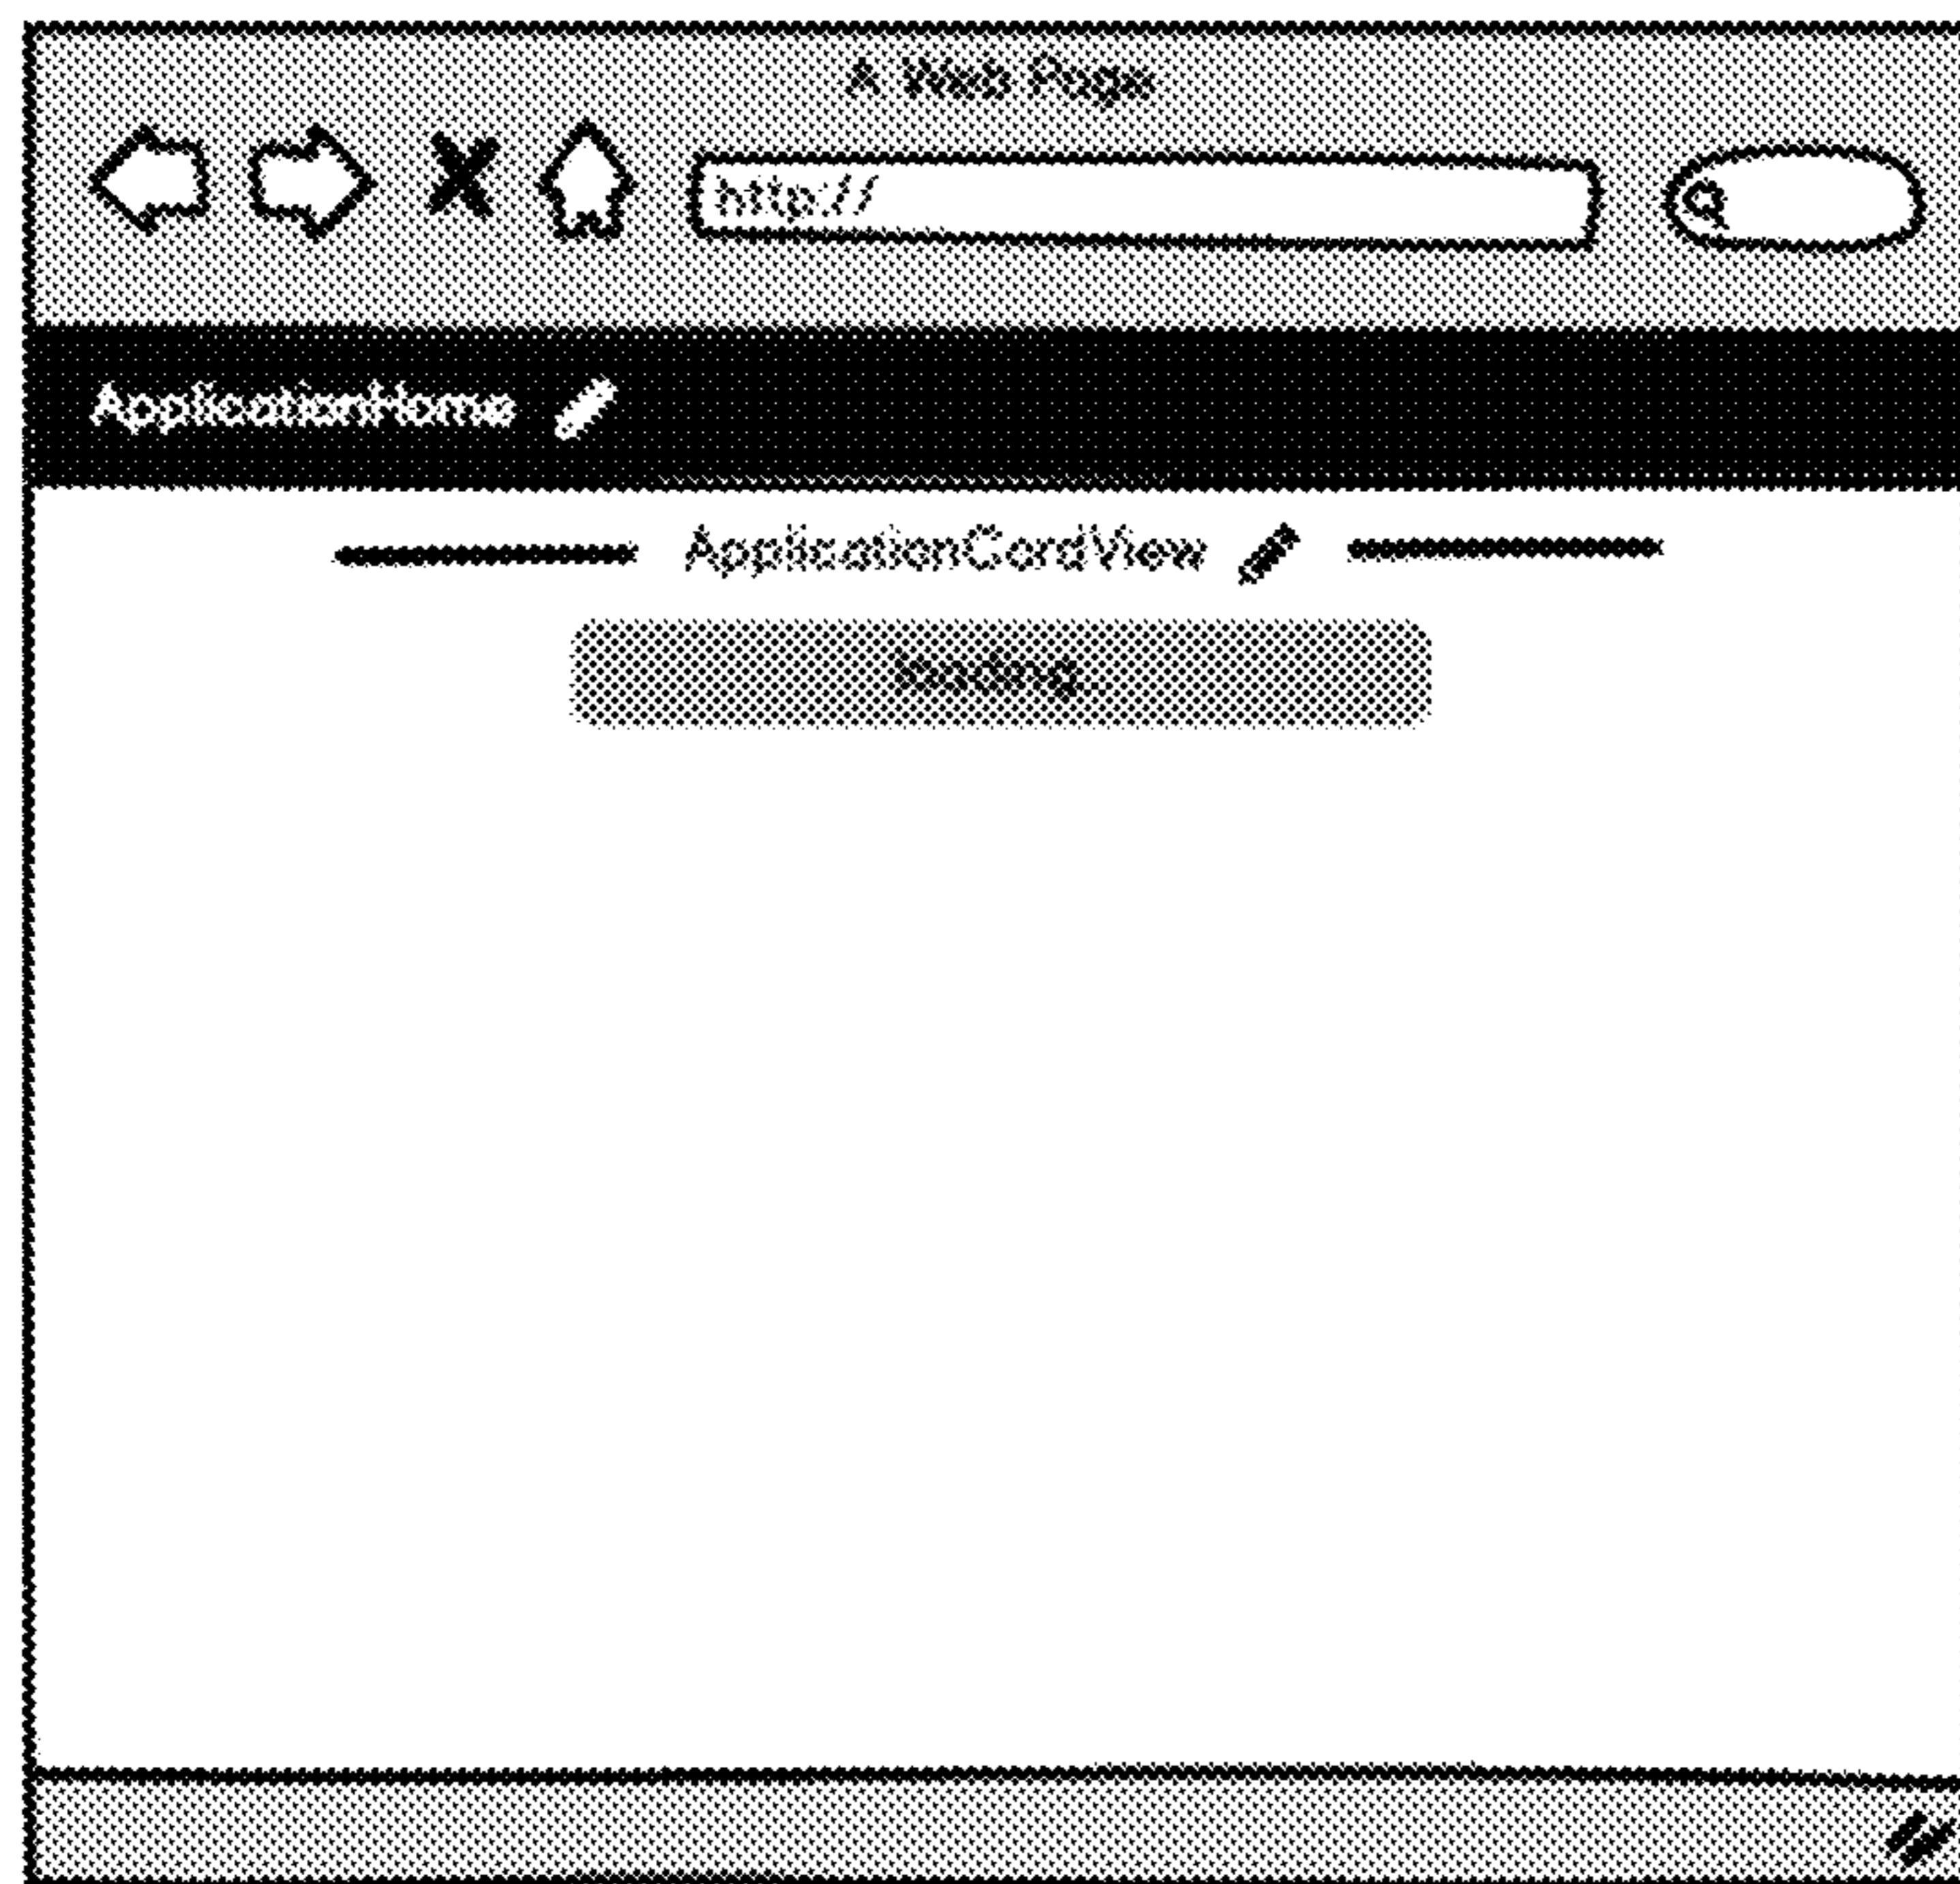 A Web Page
http://
ApplicationHome
ApplicationCardView
loading...